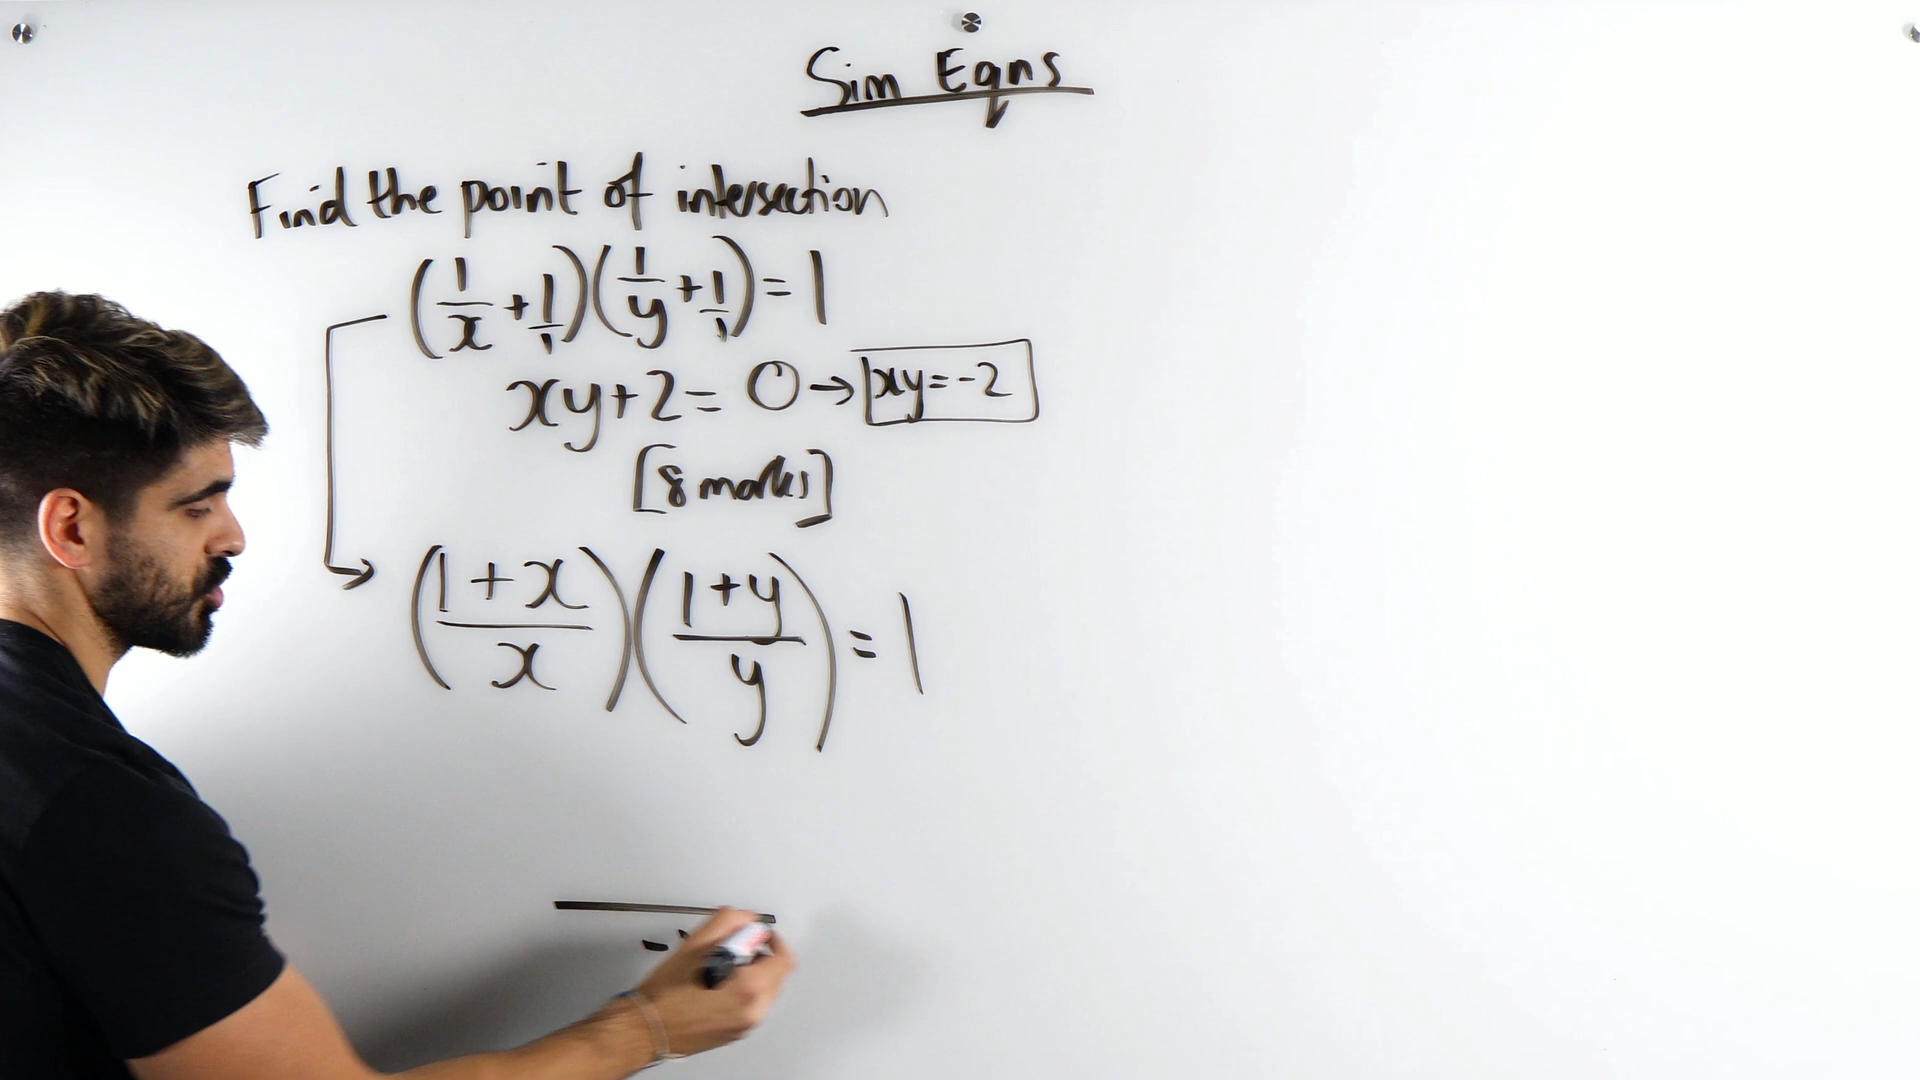 Sim Eqns
Find the point of intersection
(1/x + 1/1)(1/y + 1/1) = 1
xy + 2 = 0 → xy = -2
[8 marks]
→ ((1 + x)/x)((1 + y)/y) = 1